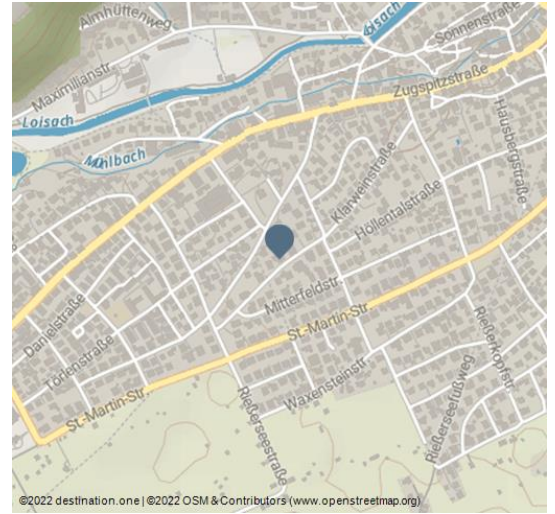 Almhüttenweg
Sonnenstraße
Maximilianstr.
Zugspitzstraße
Loisach
Mühlbach
Hausbergstraße
Klarweinstraße
Höllentalstraße
Mitterfeldstr.
Danielstraße
St.-Martin-Str.
Törlenstraße
Rießerkopfstr.
Waxensteinstr.
St.-Martin-Str.
Rießerseestraße
Rießerseefußweg
©2022 destination.one | ©2022 OSM & Contributors (www.openstreetmap.org)